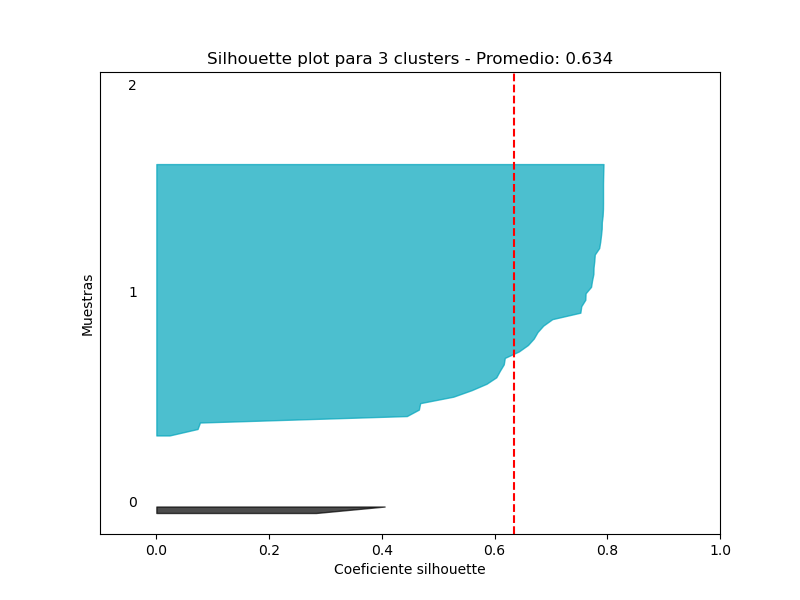 Silhouette plot para 3 clusters - Promedio: 0.634
2
1
0
Muestras
0.0 0.2 0.4 0.6 0.8 1.0
Coeficiente silhouette